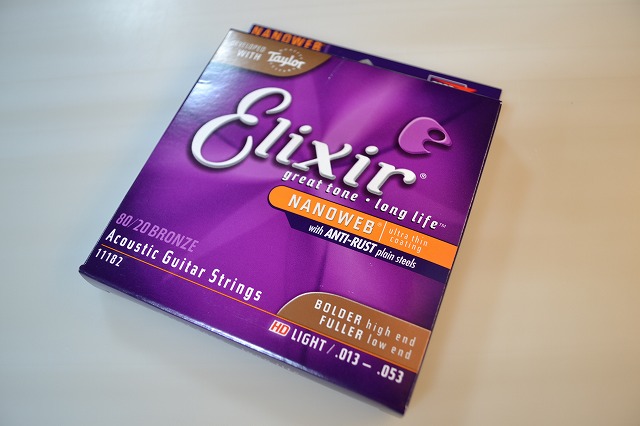 NANOWEB
DEVELOPED
WITH Taylor
Elixir®
great tone • long life™
NANOWEB™
ultra thin
coating
with ANTI-RUST plain steels
80/20 BRONZE
Acoustic Guitar Strings
11182
BOLDER high end
FULLER low end
HD LIGHT / .013 – .053